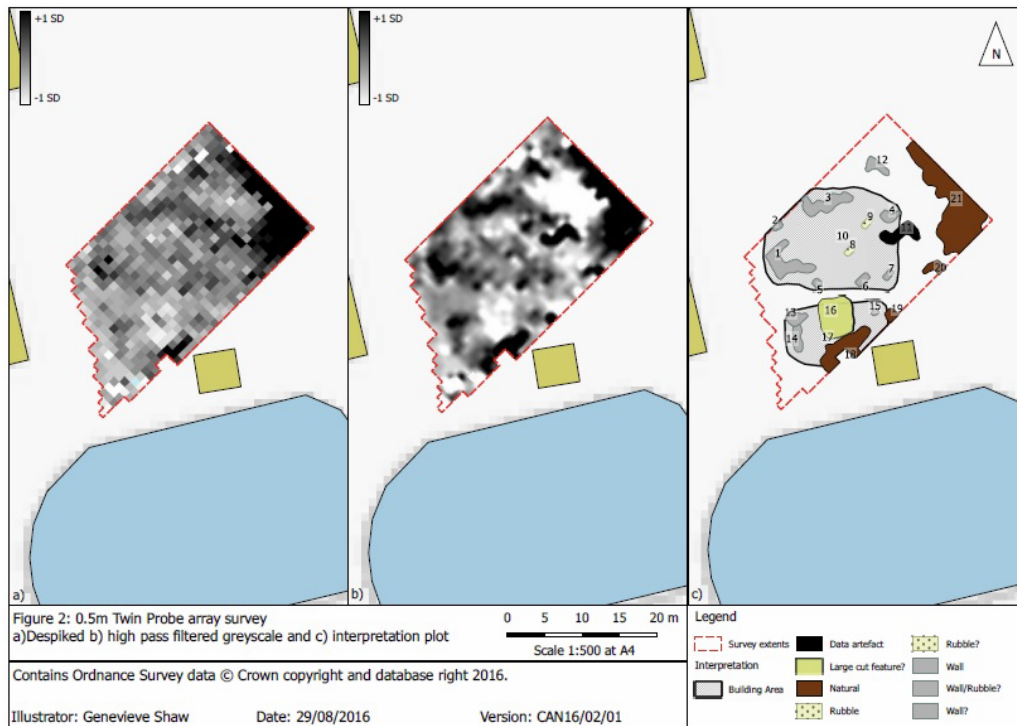 +1 SD
-1 SD
+1 SD
-1 SD
N
12
3
21
2
4
9
11
10
8
1
7
20
5
6
16
15
19
13
14
17
18
a)
b)
c)
Figure 2: 0.5m Twin Probe array survey
a)Despiked b) high pass filtered greyscale and c) interpretation plot
0 5 10 15 20 m
Scale 1:500 at A4
Contains Ordnance Survey data © Crown copyright and database right 2016.
Illustrator: Genevieve Shaw Date: 29/08/2016 Version: CAN16/02/01
Legend
Survey extents
Interpretation
Building Area
Data artefact
Large cut feature?
Natural
Rubble
Rubble?
Wall
Wall/Rubble?
Wall?